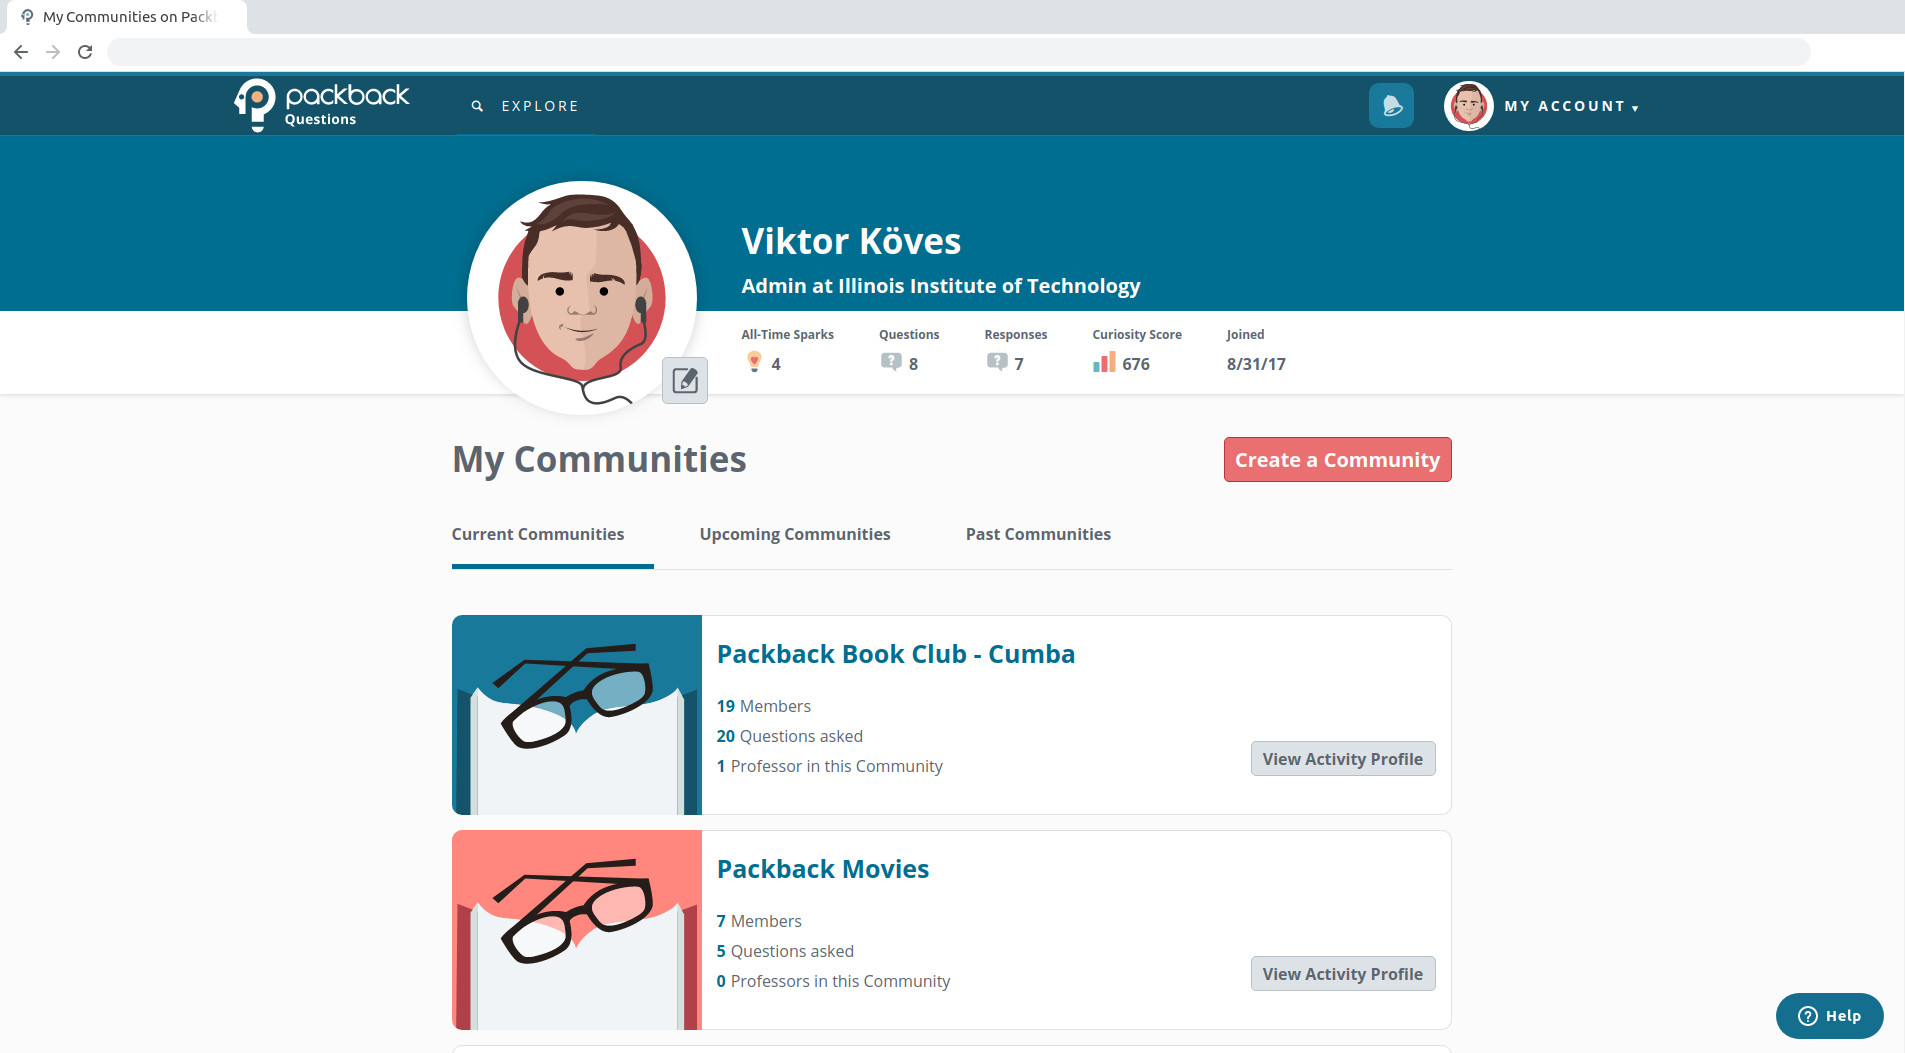 My Communities on Pack
packback
Questions
EXPLORE
MY ACCOUNT
Viktor Köves
Admin at Illinois Institute of Technology
All-Time Sparks Questions Responses Curiosity Score Joined
4 8 7 676 8/31/17
My Communities
Create a Community
Current Communities Upcoming Communities Past Communities
Packback Book Club - Cumba
19 Members
20 Questions asked
1 Professor in this Community
View Activity Profile
Packback Movies
7 Members
5 Questions asked
0 Professors in this Community
View Activity Profile
Help